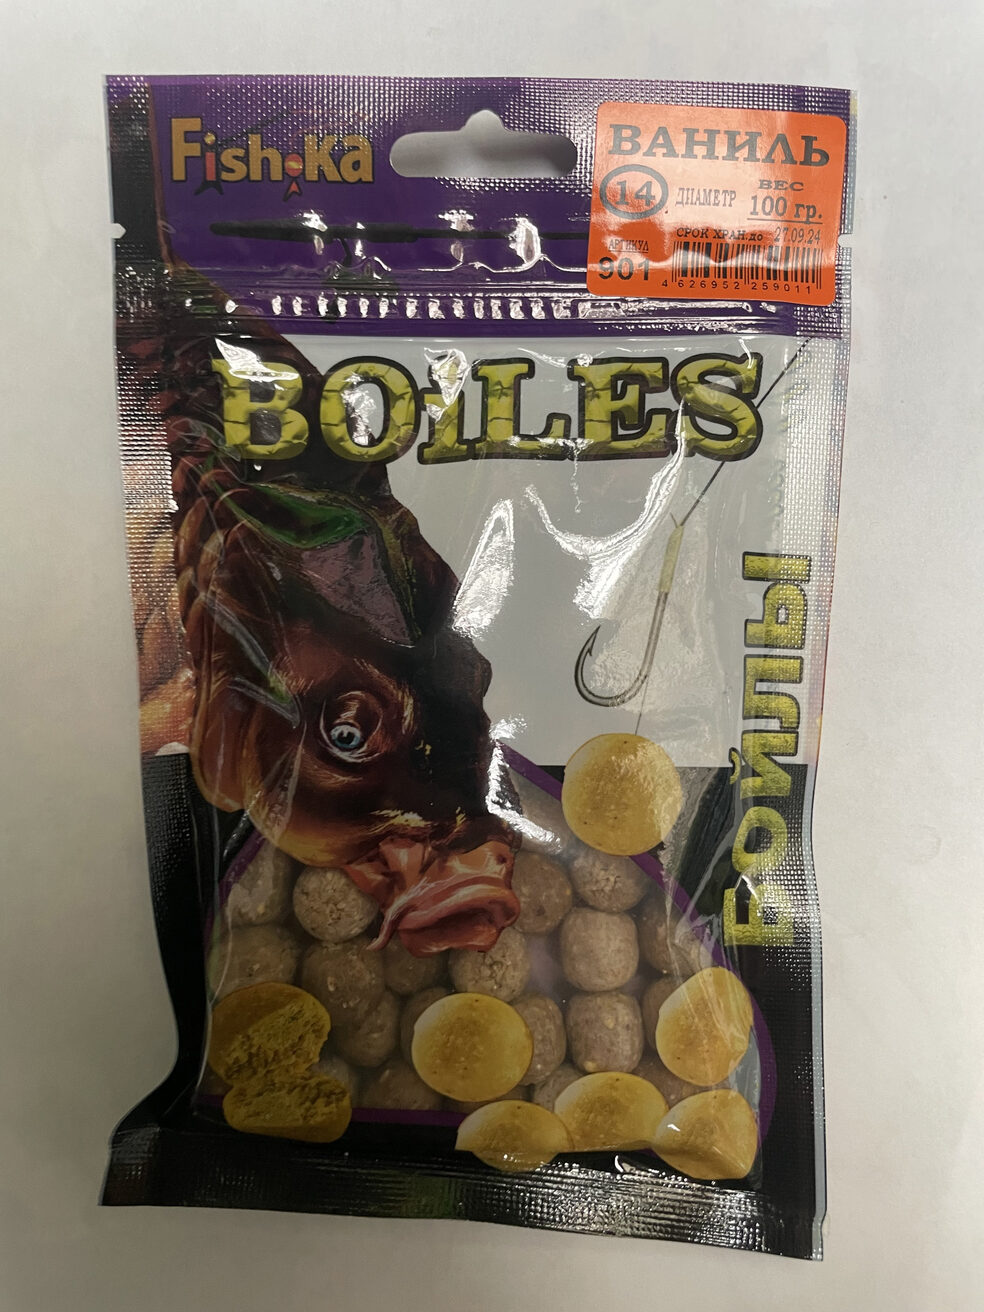 Fish.ка
ВАНИЛЬ
14 ДИАМЕТР ВЕС 100 гр.
СРОК ХРАН.до 27.09.24
АРТИКУЛ
901
4 626952 259011
BOiLES
БОЙЛЫ